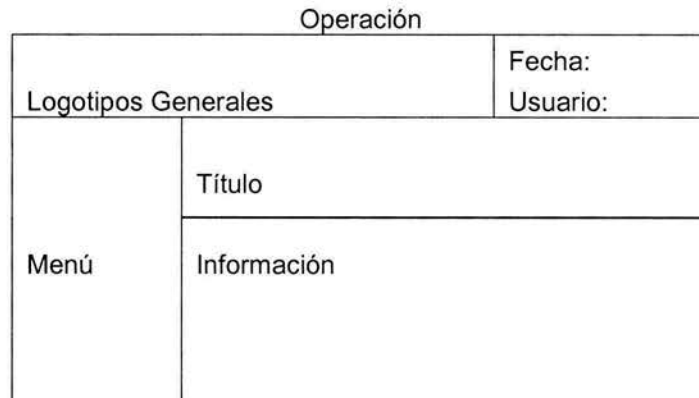 Operación
Fecha:
Logotipos Generales
Usuario:
Título
Menú
Información